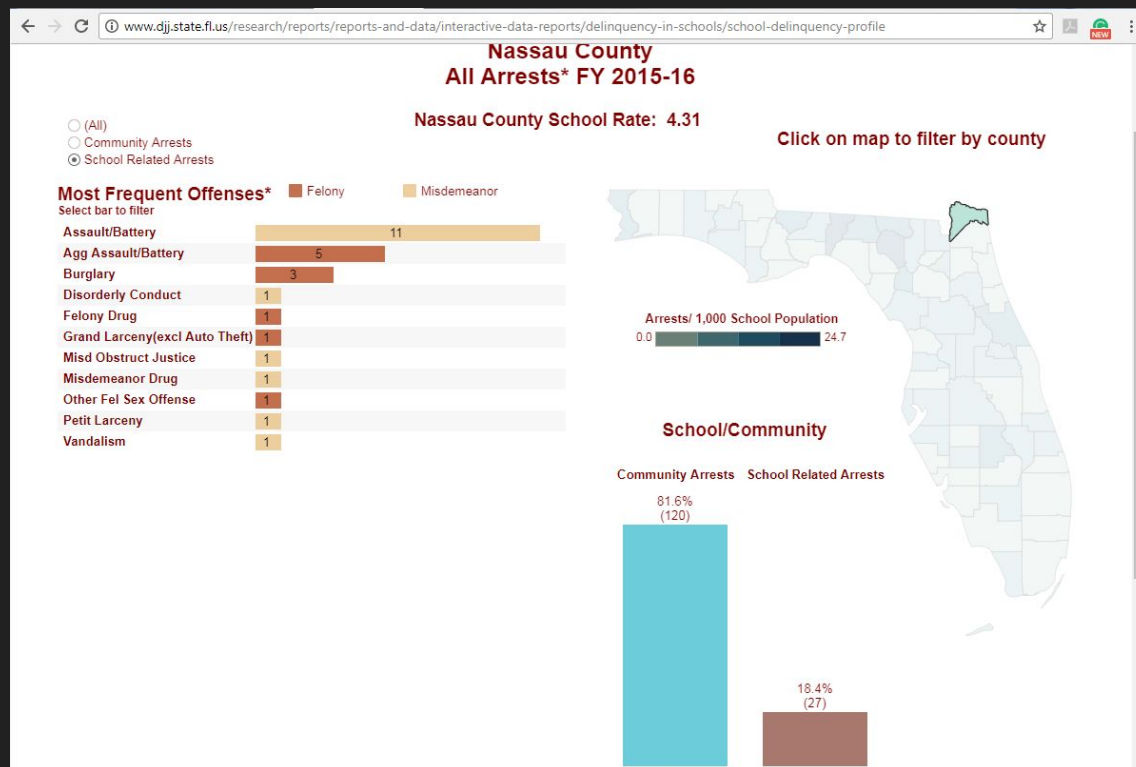 www.djj.state.fl.us/research/reports/reports-and-data/interactive-data-reports/delinquency-in-schools/school-delinquency-profile
NEW
Nassau County
All Arrests* FY 2015-16
Nassau County School Rate: 4.31
(All)
Community Arrests
School Related Arrests
Click on map to filter by county
Most Frequent Offenses*
Felony
Misdemeanor
Select bar to filter
Assault/Battery 11
Agg Assault/Battery 5
Burglary 3
Disorderly Conduct 1
Felony Drug 1
Grand Larceny(excl Auto Theft) 1
Misd Obstruct Justice 1
Misdemeanor Drug 1
Other Fel Sex Offense 1
Petit Larceny 1
Vandalism 1
Arrests/ 1,000 School Population
0.0 24.7
School/Community
Community Arrests School Related Arrests
81.6%
(120)
18.4%
(27)